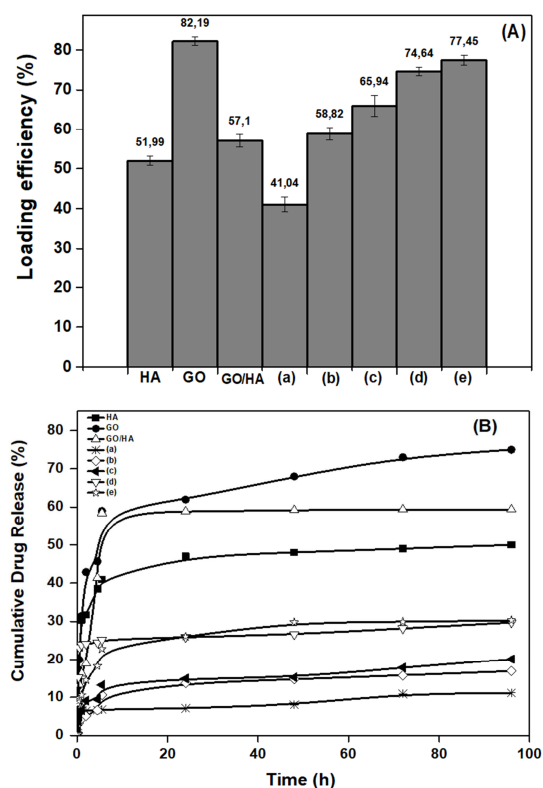 (A)
Loading efficiency (%)
80
70
60
50
40
30
20
10
0
51,99
82,19
57,1
41,04
58,82
65,94
74,64
77,45
HA GO GO/HA (a) (b) (c) (d) (e)
(B)
Cumulative Drug Release (%)
80
70
60
50
40
30
20
10
0
HA
GO
GO/HA
(a)
(b)
(c)
(d)
(e)
0 20 40 60 80 100
Time (h)